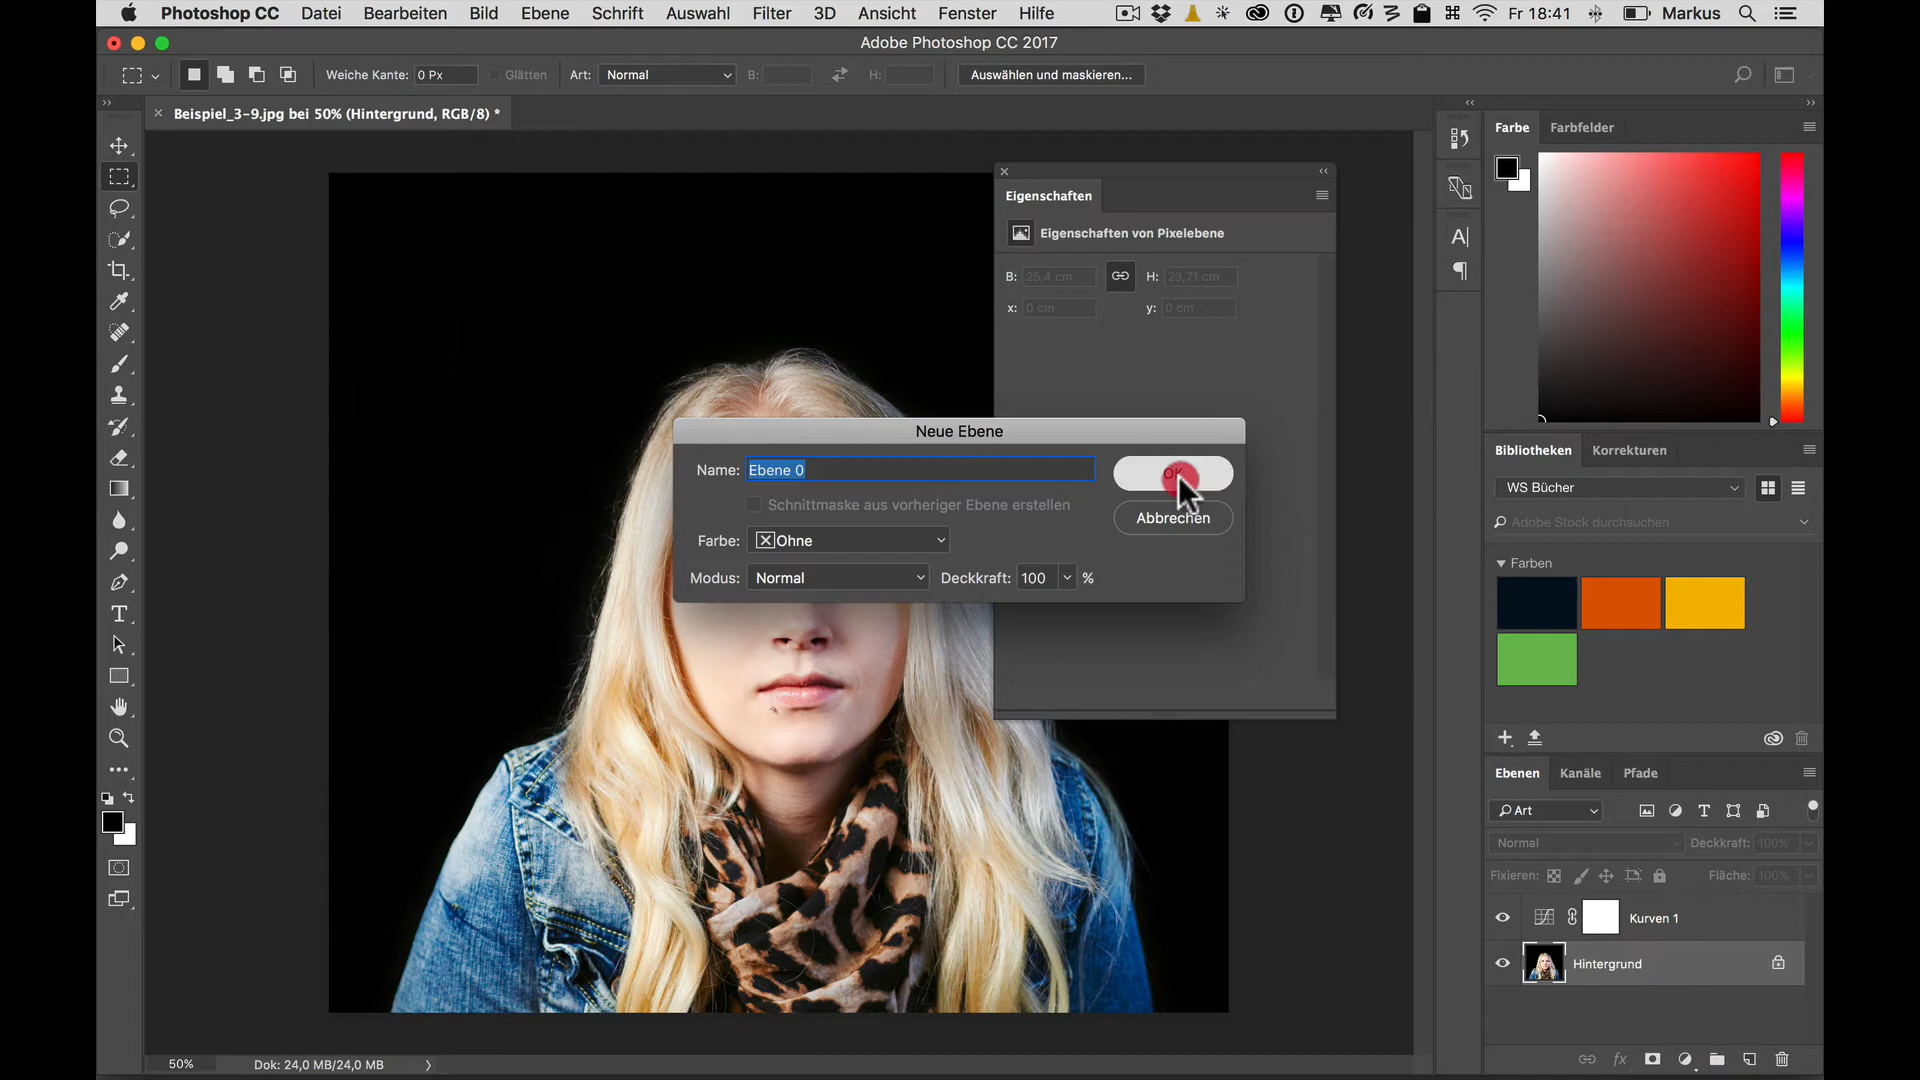 Photoshop CC Datei Bearbeiten Bild Ebene Schrift Auswahl Filter 3D Ansicht Fenster Hilfe Fr 18:41 Markus
Adobe Photoshop CC 2017
Weiche Kante: 0 Px Glätten Art: Normal B: H: Auswählen und maskieren...
Beispiel_3-9.jpg bei 50% (Hintergrund, RGB/8) *
Farbe Farbfelder
Eigenschaften
Eigenschaften von Pixelebene
B: 25,4 cm H: 23,71 cm
x: 0 cm y: 0 cm
Neue Ebene
Name: Ebene 0
OK
Schnittmaske aus vorheriger Ebene erstellen
Abbrechen
Farbe: Ohne
Modus: Normal Deckkraft: 100 %
Bibliotheken Korrekturen
WS Bücher
Adobe Stock durchsuchen
Farben
Ebenen Kanäle Pfade
Art
Normal Deckkraft: 100%
Fixieren: Fläche: 100%
Kurven 1
Hintergrund
fx
50% Dok: 24,0 MB/24,0 MB